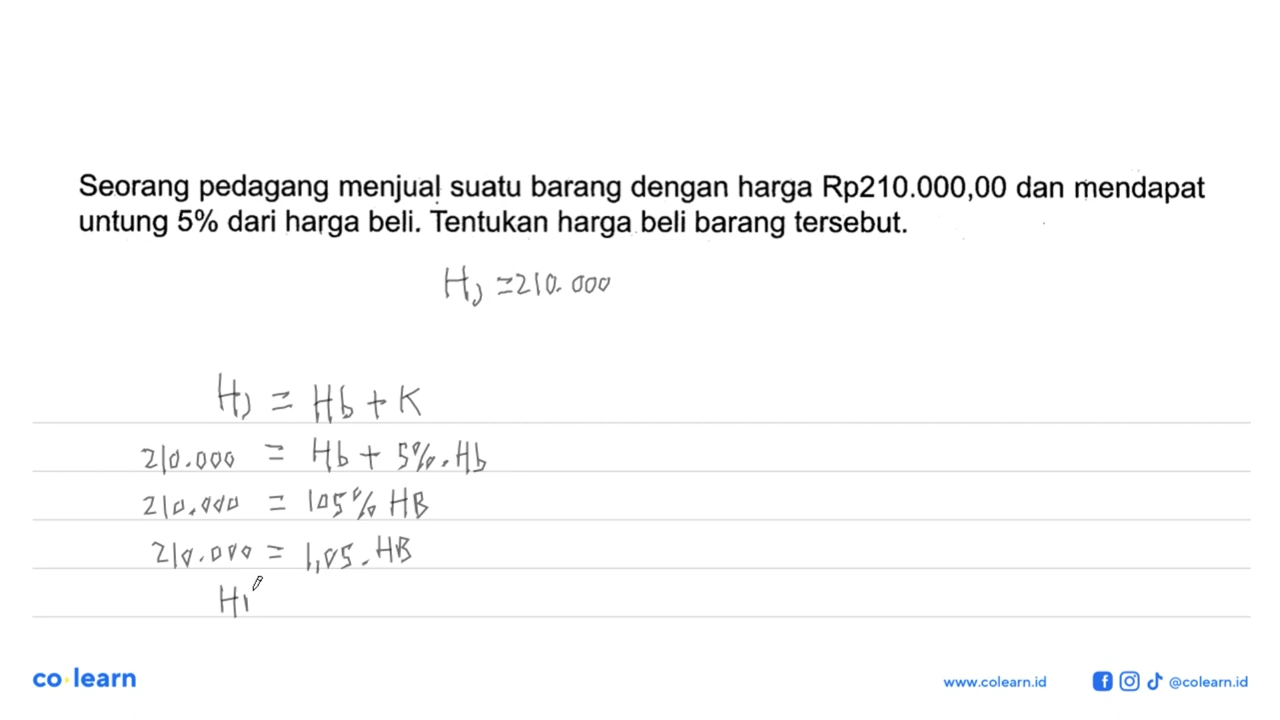 Seorang pedagang menjual suatu barang dengan harga Rp210.000,00 dan mendapat
untung 5% dari harga beli. Tentukan harga beli barang tersebut.
Hj = 210.000
Hj = Hb + K
210.000 = Hb + 5%.Hb
210.000 = 105% HB
210.000 = 1,05.HB
H
co·learn
www.colearn.id
@colearn.id